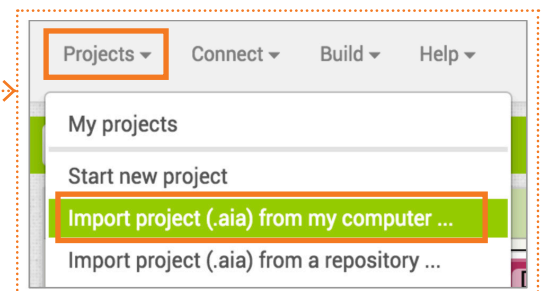 Projects ▾ Connect ▾ Build ▾ Help ▾
My projects
Start new project
Import project (.aia) from my computer ...
Import project (.aia) from a repository ...